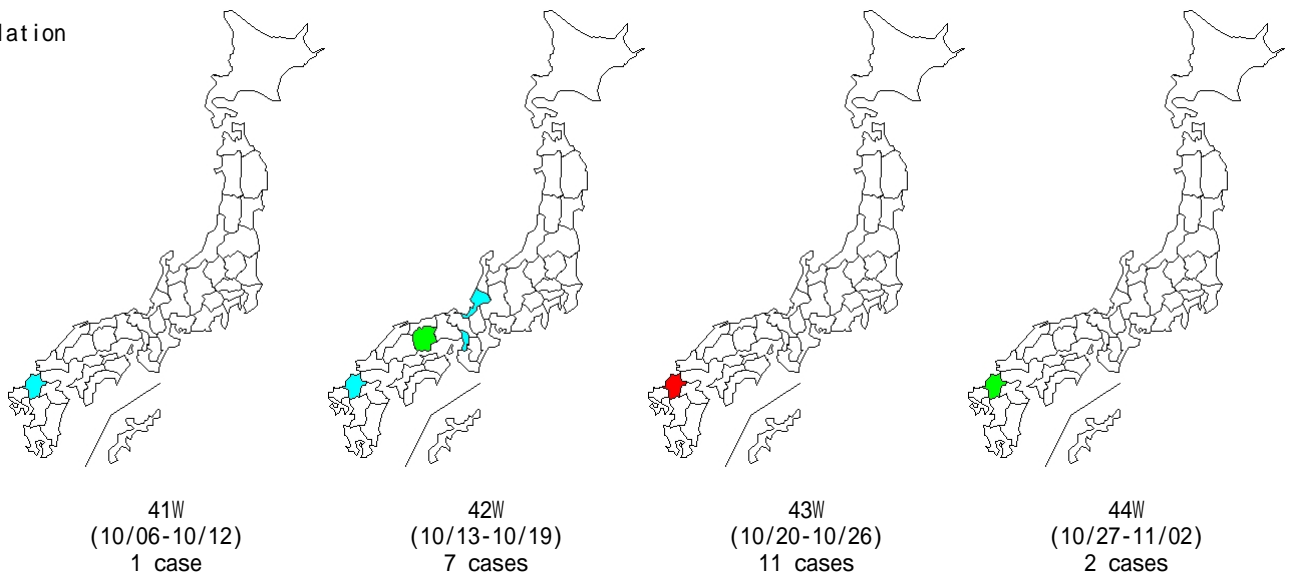 lation
41W
(10/06-10/12)
1 case
42W
(10/13-10/19)
7 cases
43W
(10/20-10/26)
11 cases
44W
(10/27-11/02)
2 cases